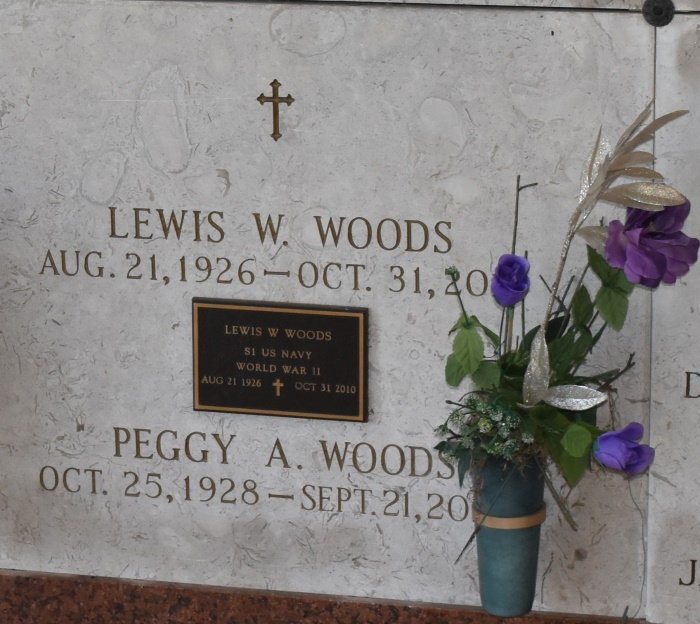 LEWIS W. WOODS
AUG. 21, 1926 — OCT. 31, 20
LEWIS W WOODS
S1 US NAVY
WORLD WAR II
AUG 21 1926 OCT 31 2010
PEGGY A. WOODS
OCT. 25, 1928 — SEPT. 21, 20
D
J